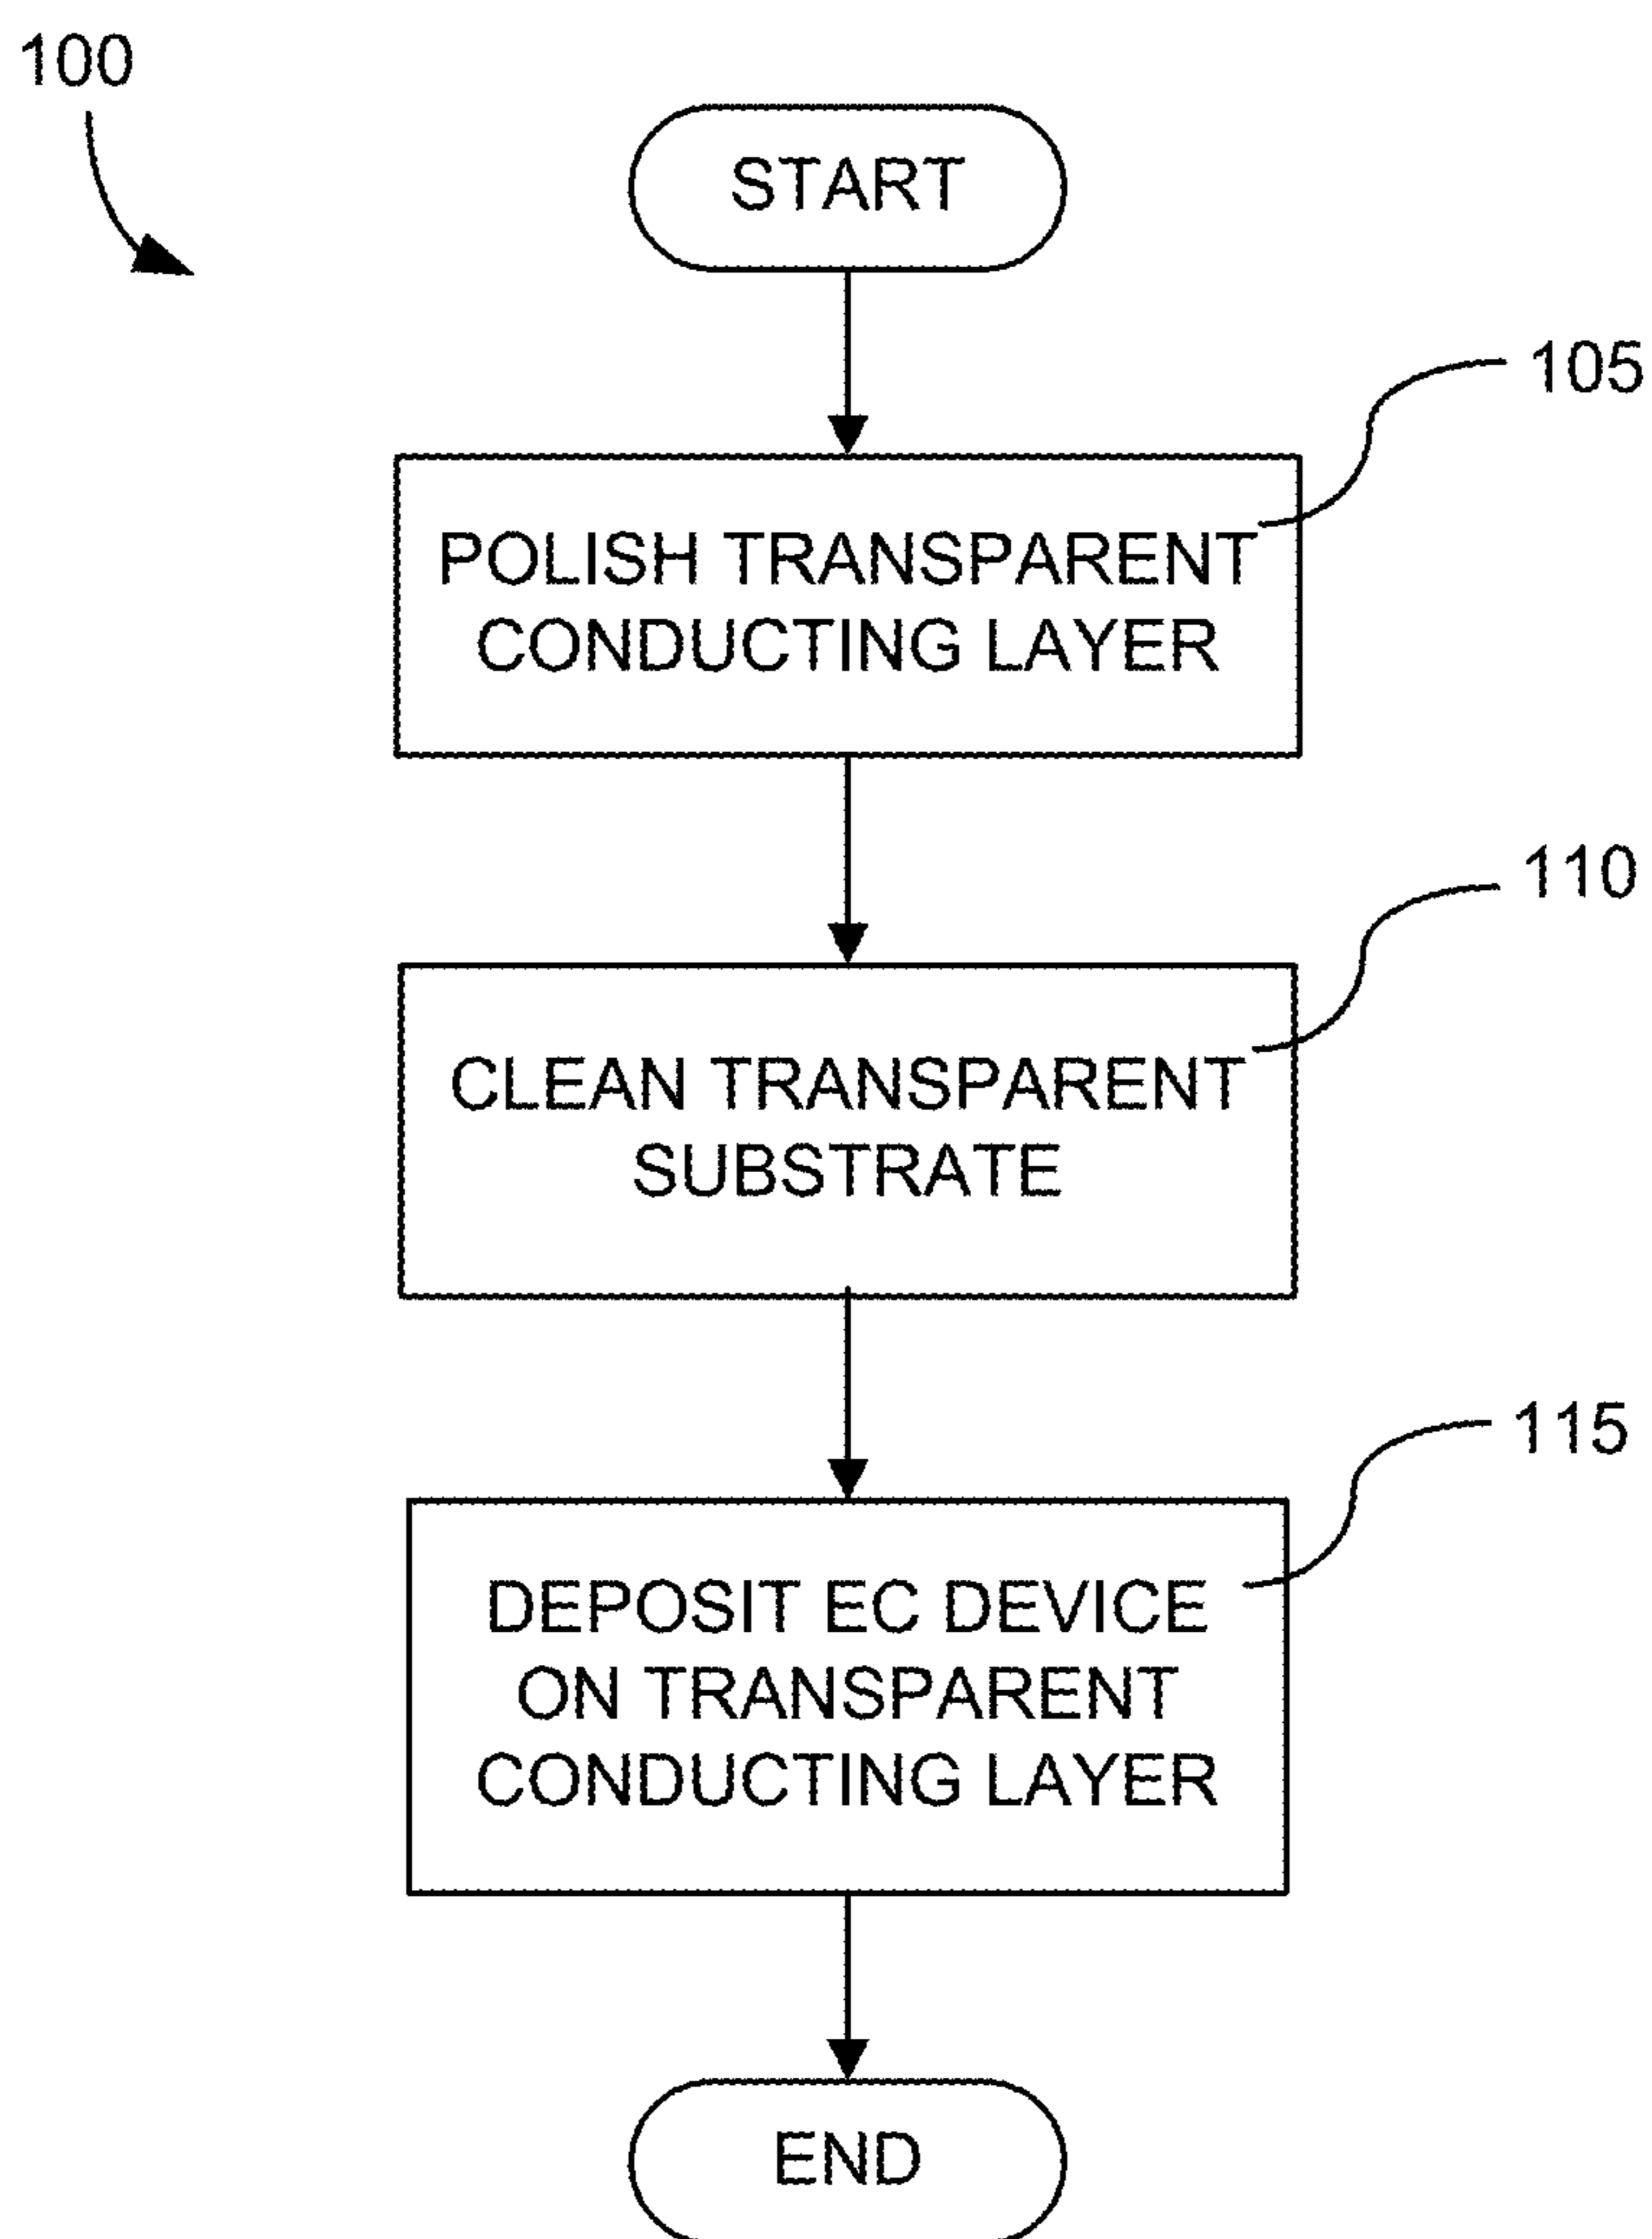 100
START
105
POLISH TRANSPARENT
CONDUCTING LAYER
110
CLEAN TRANSPARENT
SUBSTRATE
115
DEPOSIT EC DEVICE
ON TRANSPARENT
CONDUCTING LAYER
END